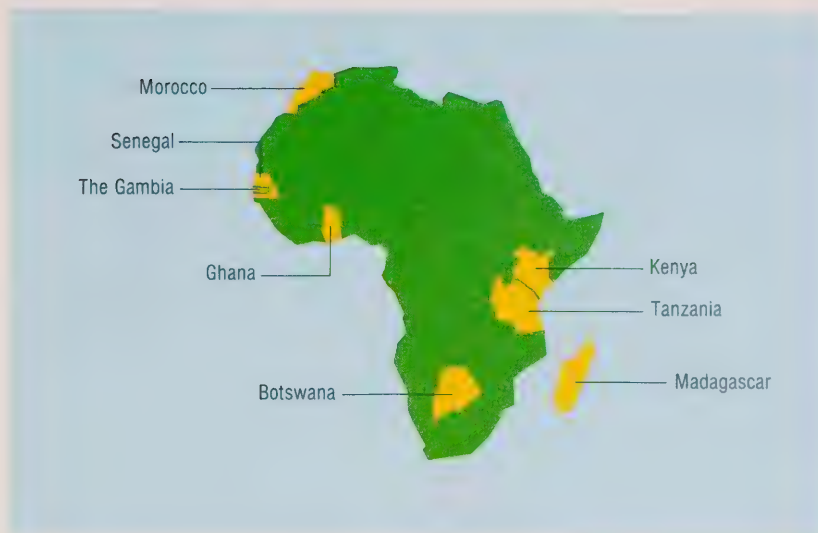 Morocco
Senegal
The Gambia
Ghana
Kenya
Tanzania
Botswana
Madagascar